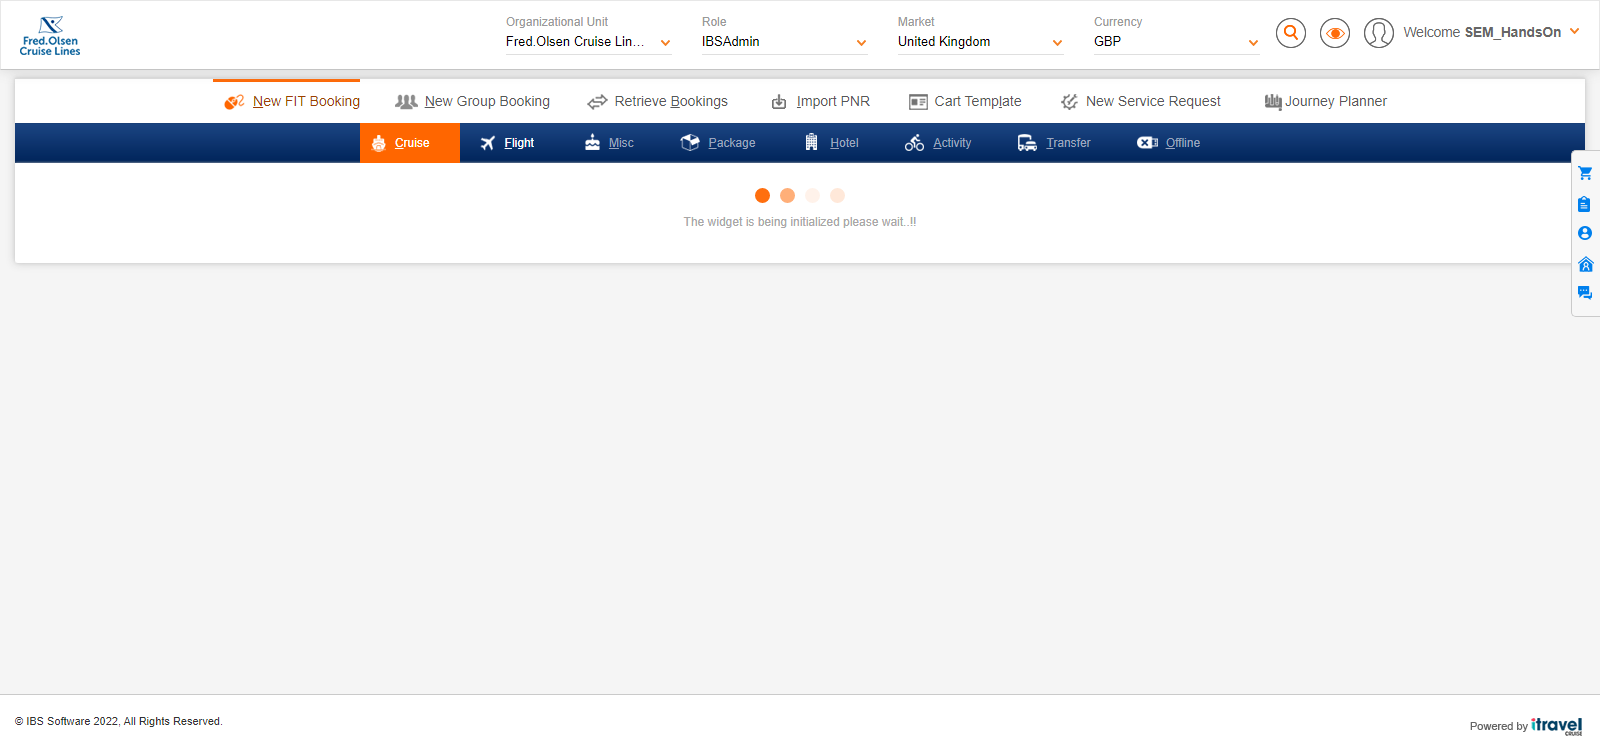 Fred.Olsen
Cruise Lines
Organizational Unit
Fred.Olsen Cruise Lin...
Role
IBSAdmin
Market
United Kingdom
Currency
GBP
Welcome SEM_HandsOn
New FIT Booking
New Group Booking
Retrieve Bookings
Import PNR
Cart Template
New Service Request
Journey Planner
Cruise
Flight
Misc
Package
Hotel
Activity
Transfer
Offline
The widget is being initialized please wait..!!
© IBS Software 2022, All Rights Reserved.
Powered by itravel
CRUISE